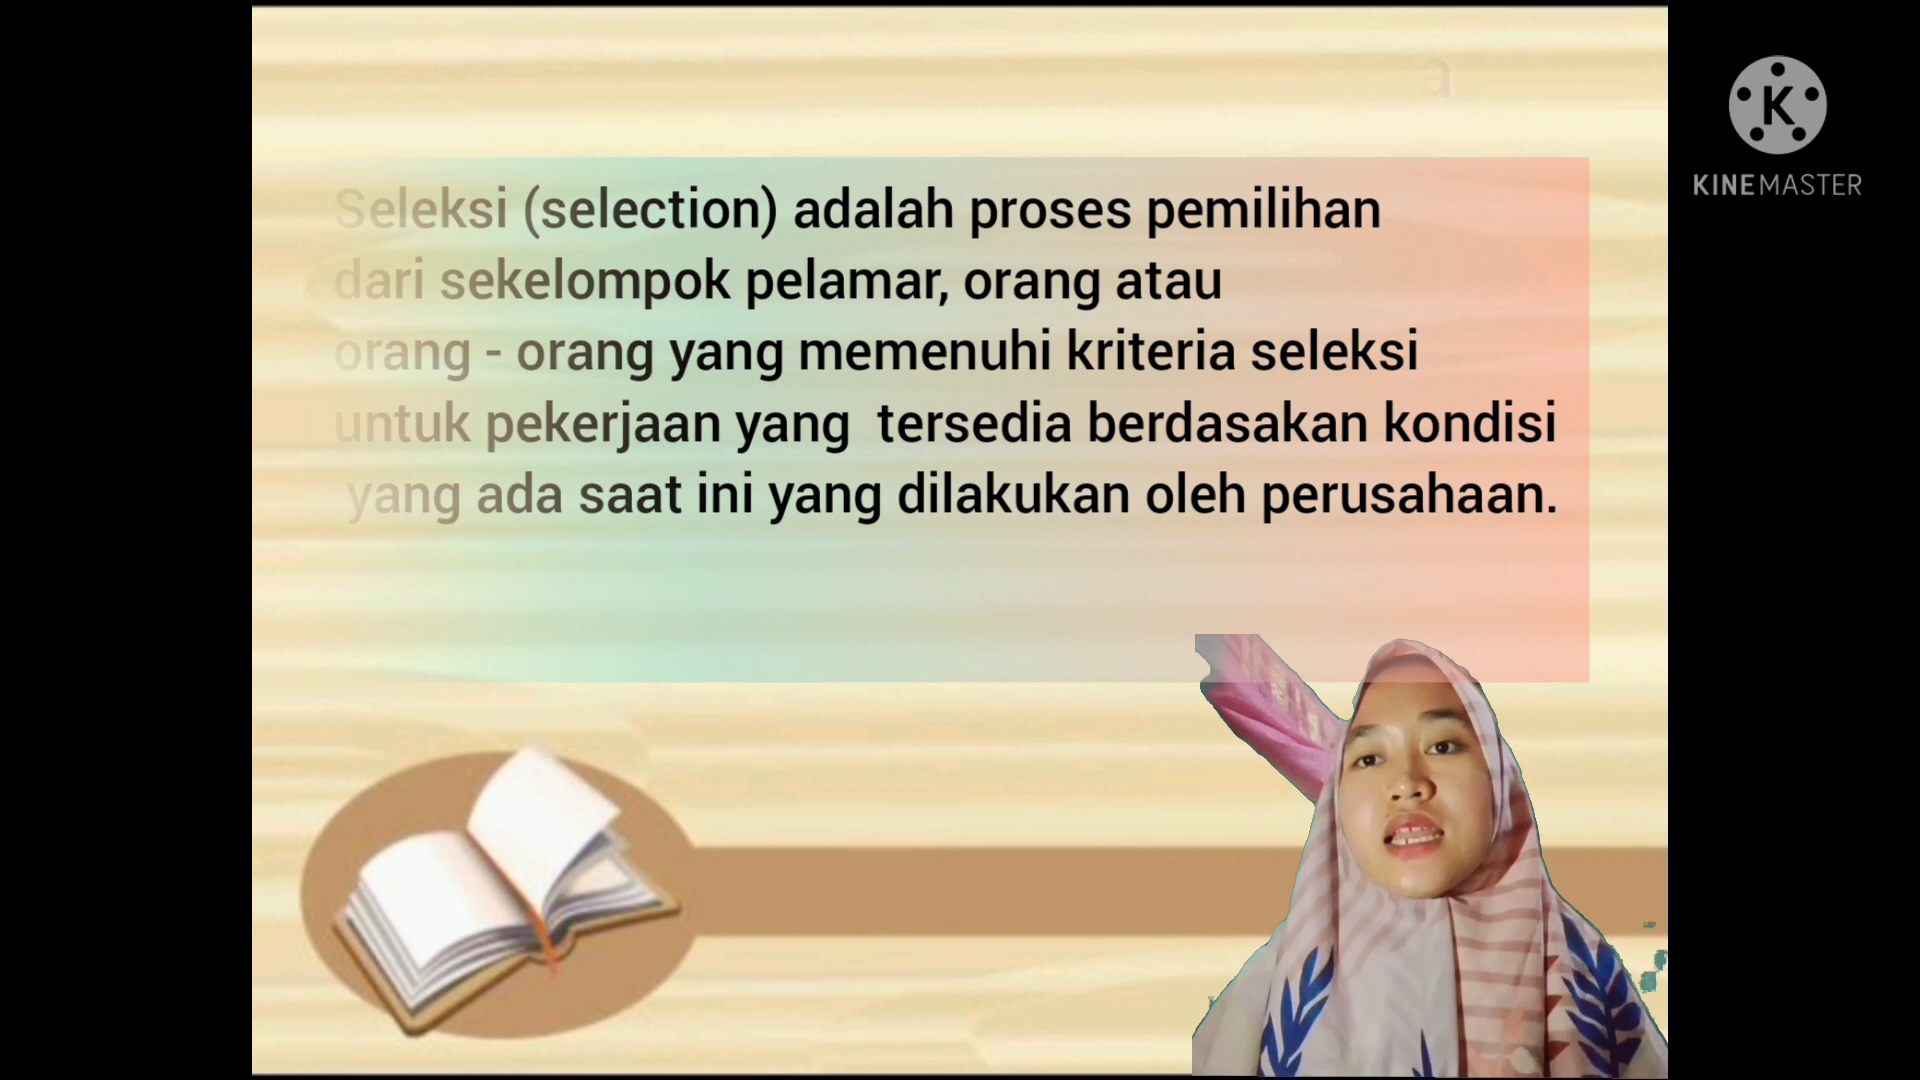 a
KINEMASTER
Seleksi (selection) adalah proses pemilihan
dari sekelompok pelamar, orang atau
orang - orang yang memenuhi kriteria seleksi
untuk pekerjaan yang tersedia berdasakan kondisi
yang ada saat ini yang dilakukan oleh perusahaan.